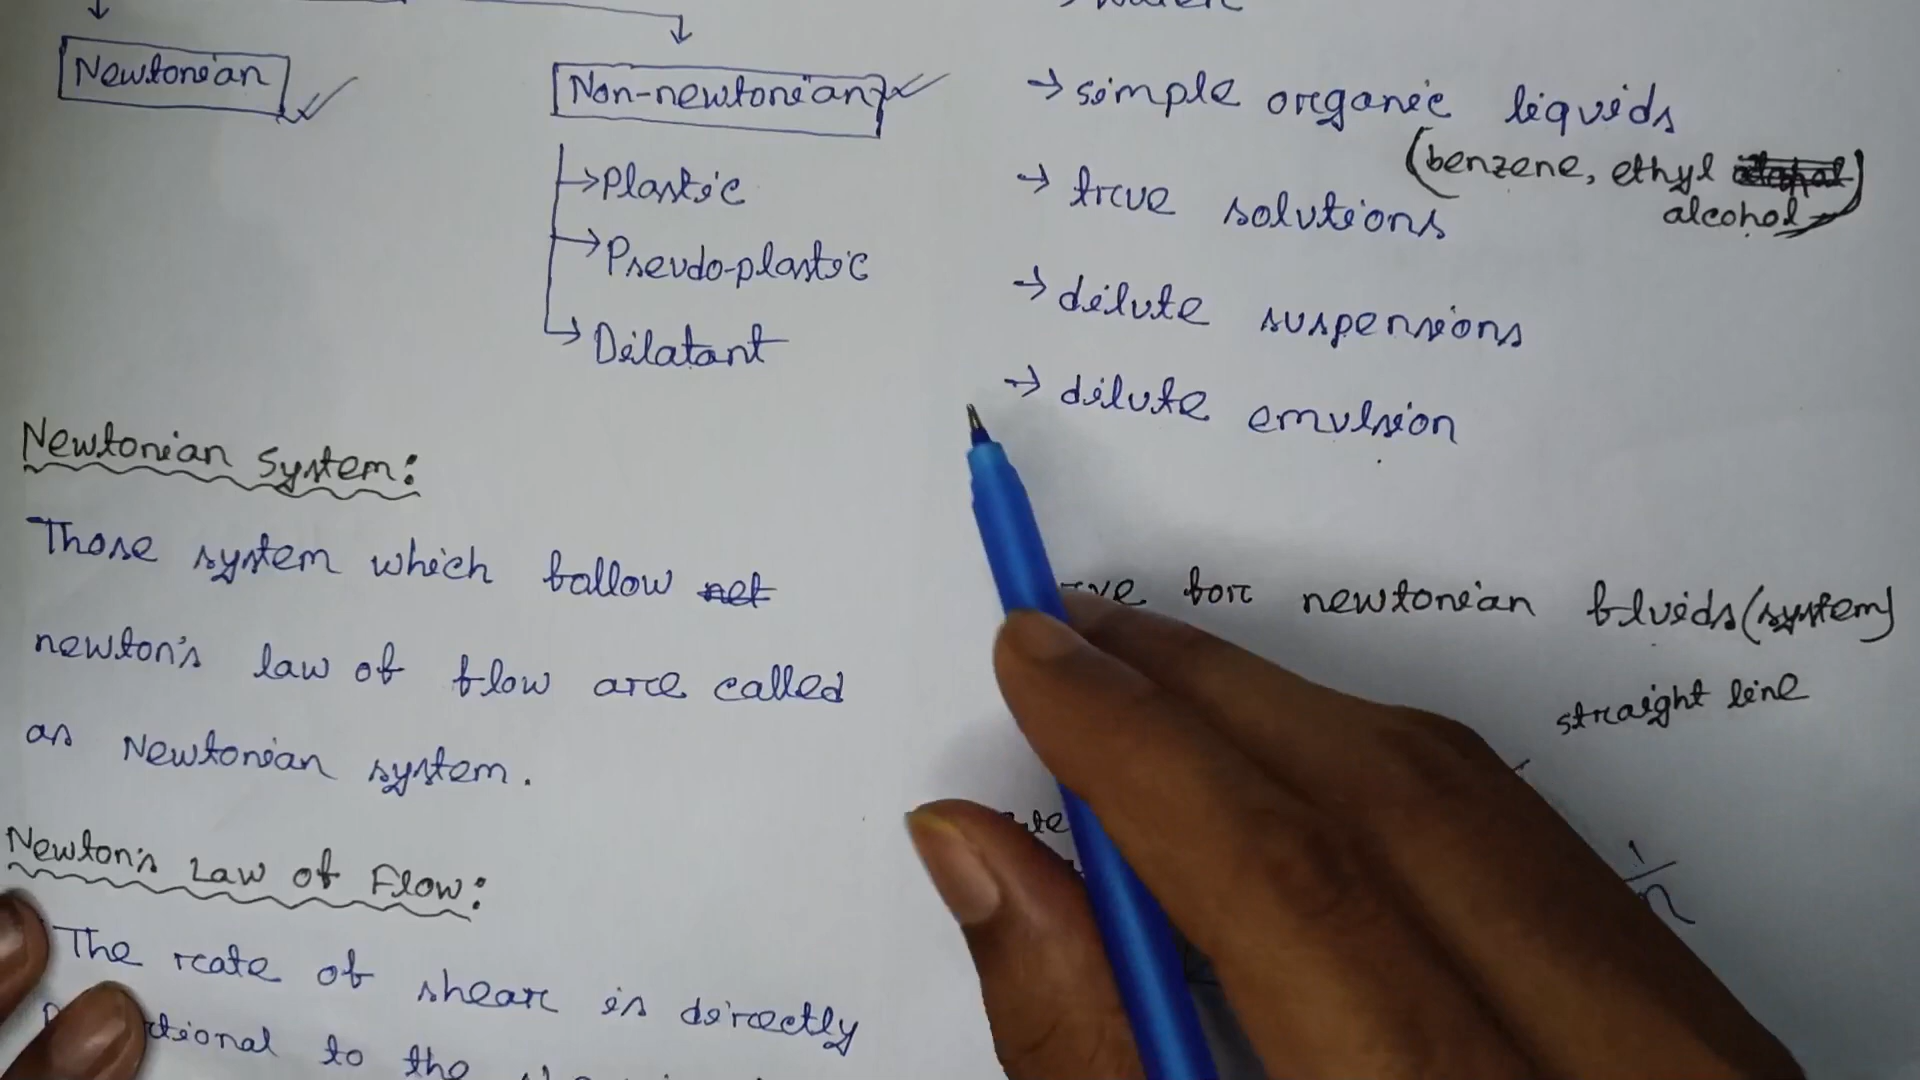 Newtonian
Non-newtonian
→Plastic
→Pseudo-plastic
→Dilatant
Newtonian System:
Those system which follow
newton's law of flow are called
as Newtonian system.
Newton's Law of Flow:
The rate of shear is directly
to the
→ simple organic liquids
(benzene, ethyl
alcohol)
→ true solutions
→ dilute suspensions
→ dilute emulsion
for newtonian fluids (system)
straight line